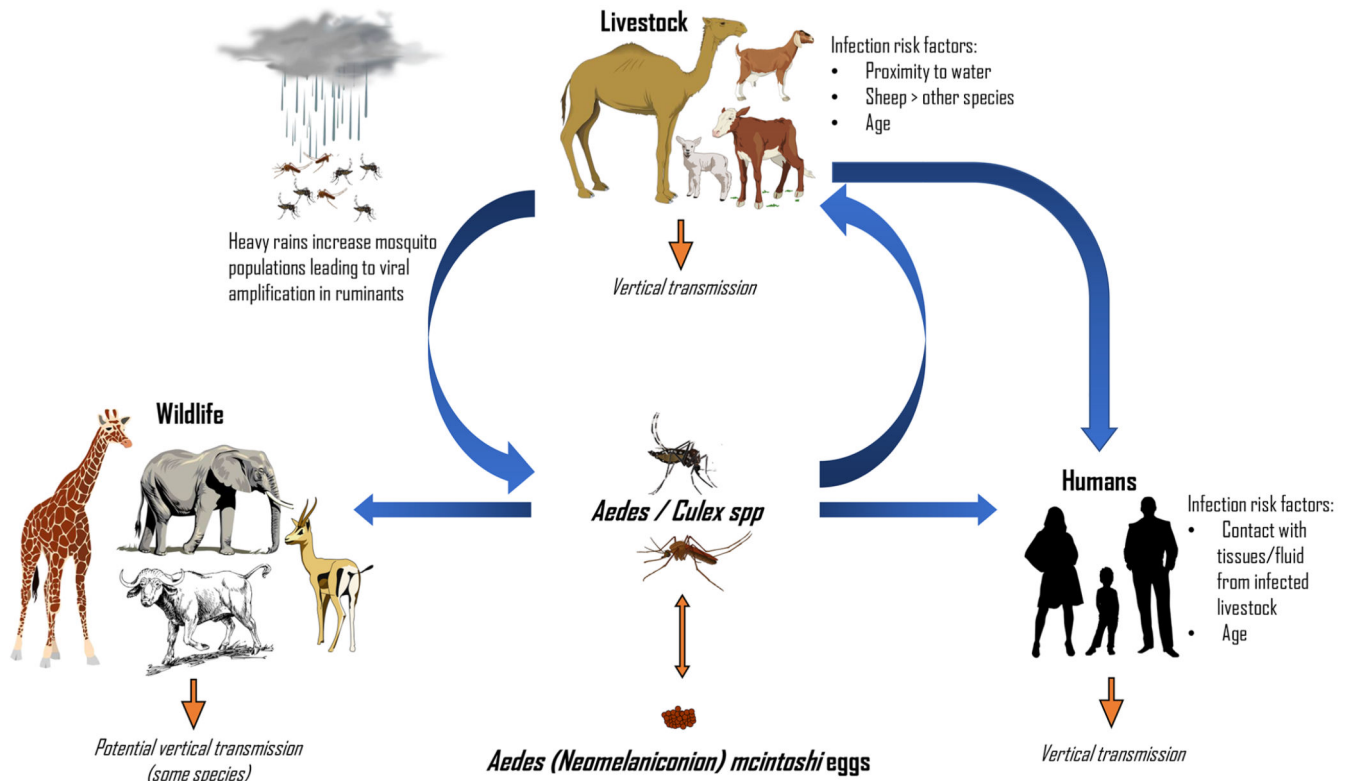 Livestock
Infection risk factors:
• Proximity to water
• Sheep > other species
• Age
Heavy rains increase mosquito
populations leading to viral
amplification in ruminants
Vertical transmission
Wildlife
Aedes / Culex spp
Humans
Infection risk factors:
• Contact with
tissues/fluid
from infected
livestock
• Age
Potential vertical transmission
(some species)
Aedes (Neomelaniconion) mcintoshi eggs
Vertical transmission